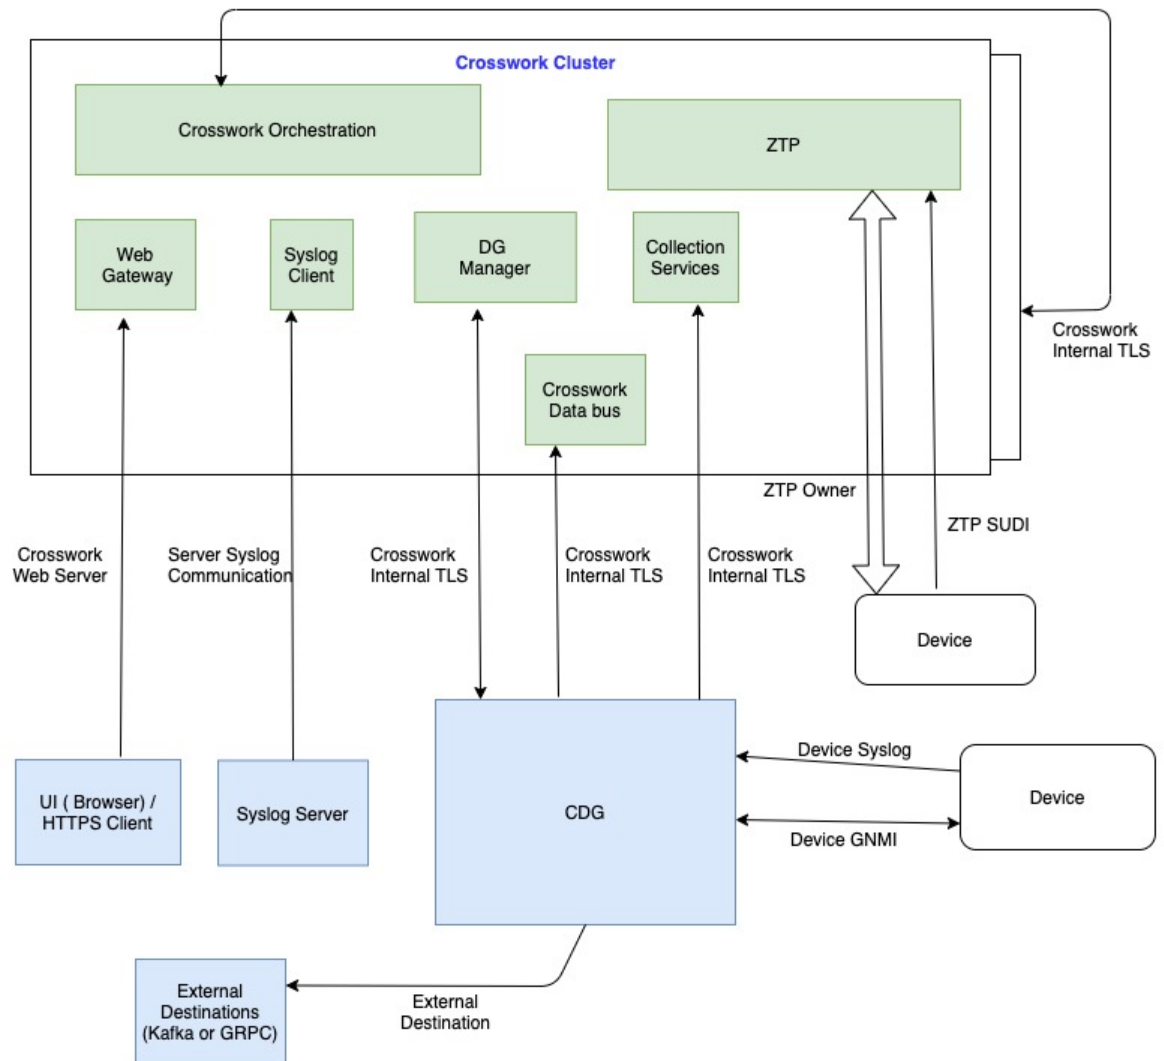 Crosswork Cluster
Crosswork Orchestration
ZTP
Web
Gateway
Syslog
Client
DG
Manager
Collection
Services
Crosswork
Internal TLS
Crosswork
Data bus
ZTP Owner
ZTP SUDI
Crosswork
Web Server
Server Syslog
Communication
Crosswork
Internal TLS
Crosswork
Internal TLS
Crosswork
Internal TLS
Device
UI ( Browser) /
HTTPS Client
Syslog Server
CDG
Device Syslog
Device
Device GNMI
External
Destinations
(Kafka or GRPC)
External
Destination